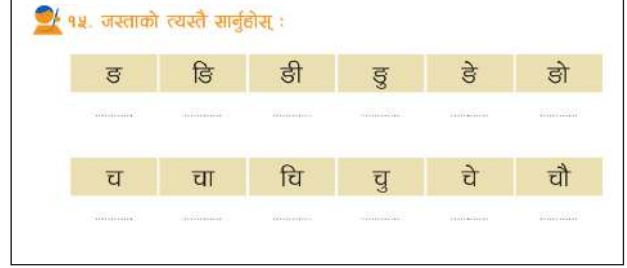 १५. जस्ताको त्यस्तै सार्नुहोस् :
ङ ङि ङी ङु ङे ङो
................ ................ ................ ................ ................ ................
च चा चि चु चे चौ
................ ................ ................ ................ ................ ................